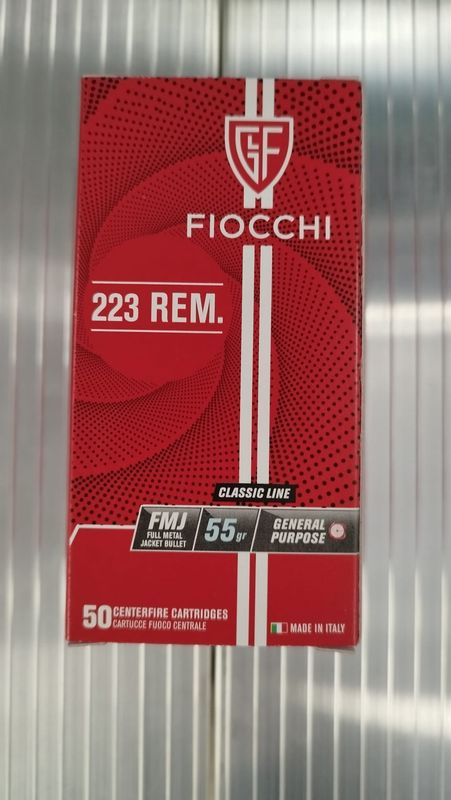 GF
FIOCCHI
223 REM.
CLASSIC LINE
FMJ
FULL METAL
JACKET BULLET
55gr
GENERAL
PURPOSE
50 CENTERFIRE CARTRIDGES
CARTUCCE FUOCO CENTRALE
MADE IN ITALY